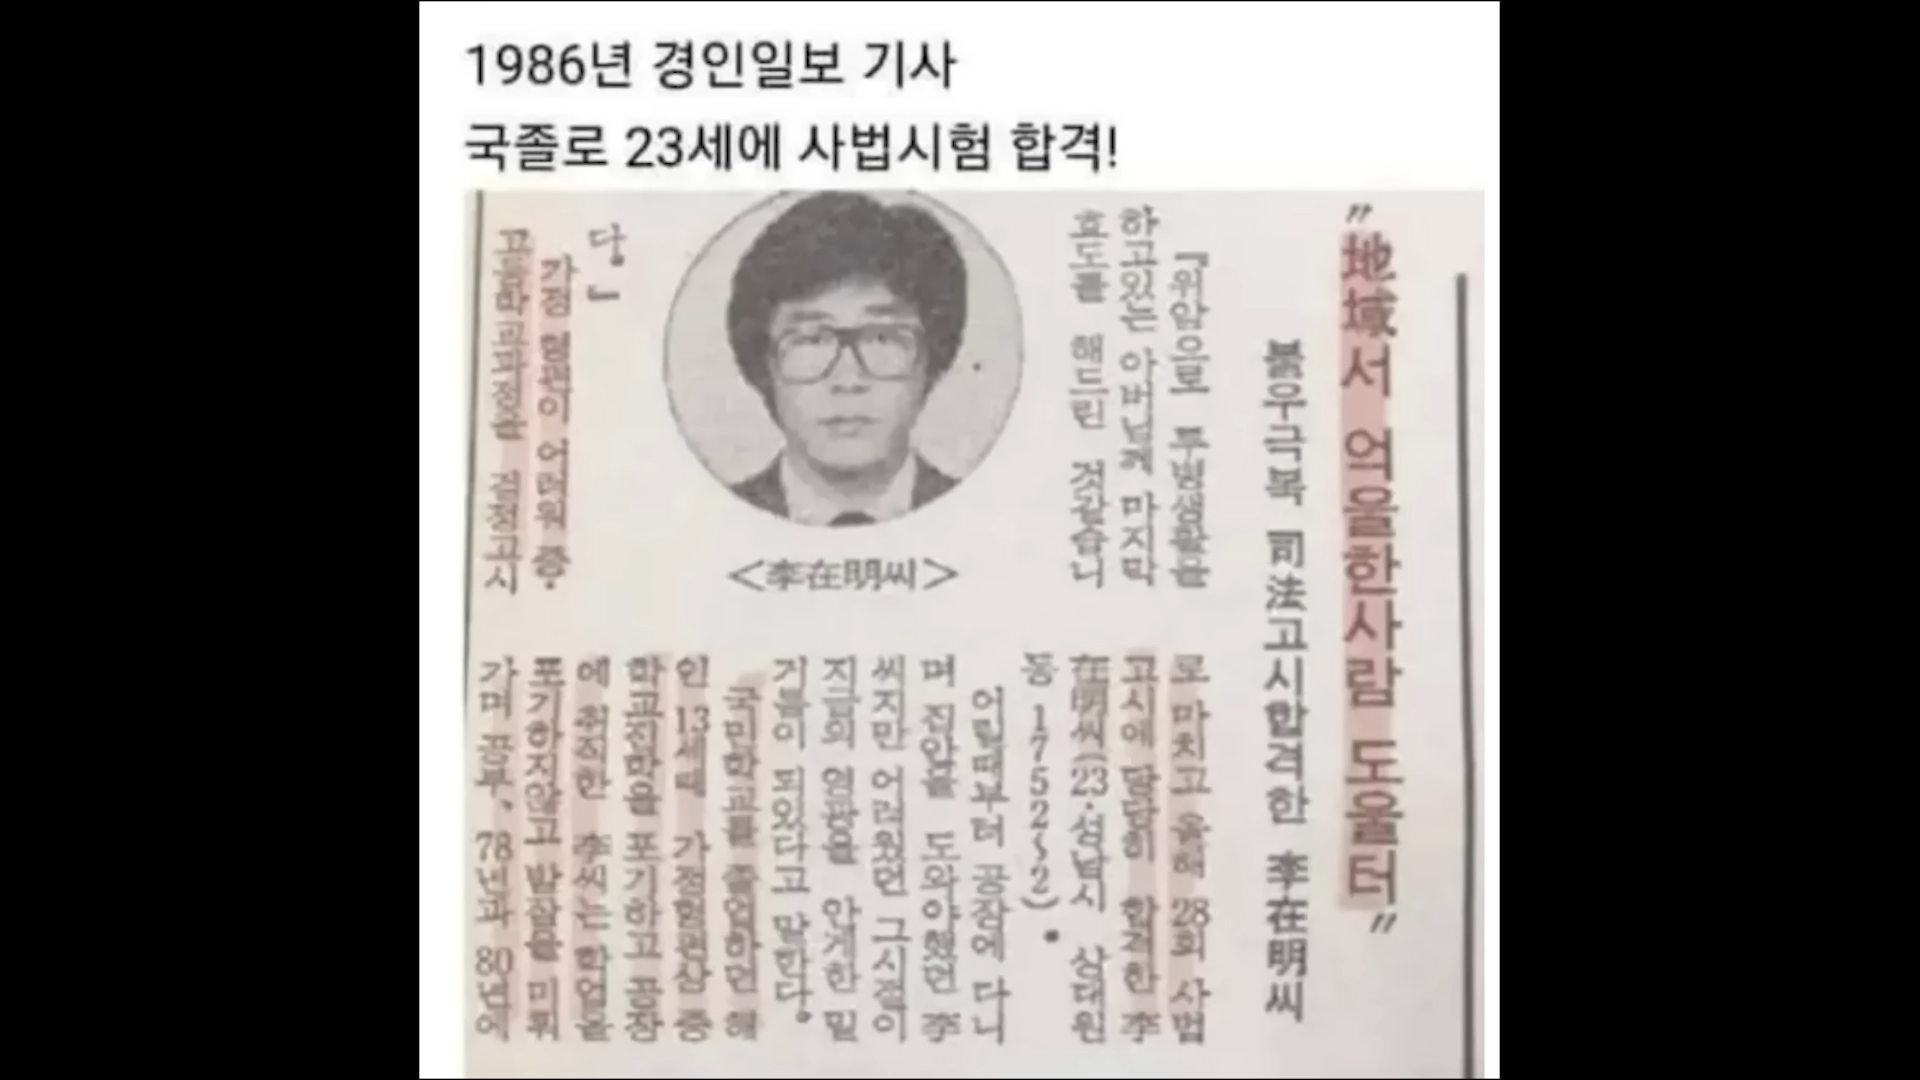 1986년 경인일보 기사
국졸로 23세에 사법시험 합격!
"地域서 억울한사람 도울터"
불우극복 司法고시합격한 李在明씨
『위암으로 투병생활을
하고있는 아버님께 마지막
효도를 해드린 것같습니
다。』
가정 형편이 어려워 중·
고등학교과정을 검정고시
<李在明씨>
로 마치고 올해 28회 사법
고시에 당당히 합격한 李
在明씨(23·성남시 상대원
동 1752~2)。
어릴때부터 공장에 다니
며 집안을 도와야했던 李
씨지만 어려웠던 그시절이
지금의 영광을 안게한 밑
거름이 되었다고 말한다。
국민학교를 졸업하던 해
인 13세때 가정형편상 중
학교진학을 포기하고 공장
에 취직한 李씨는 학업을
포기하지않고 발잠을 미뤄
가며 공부、78년과 80년에